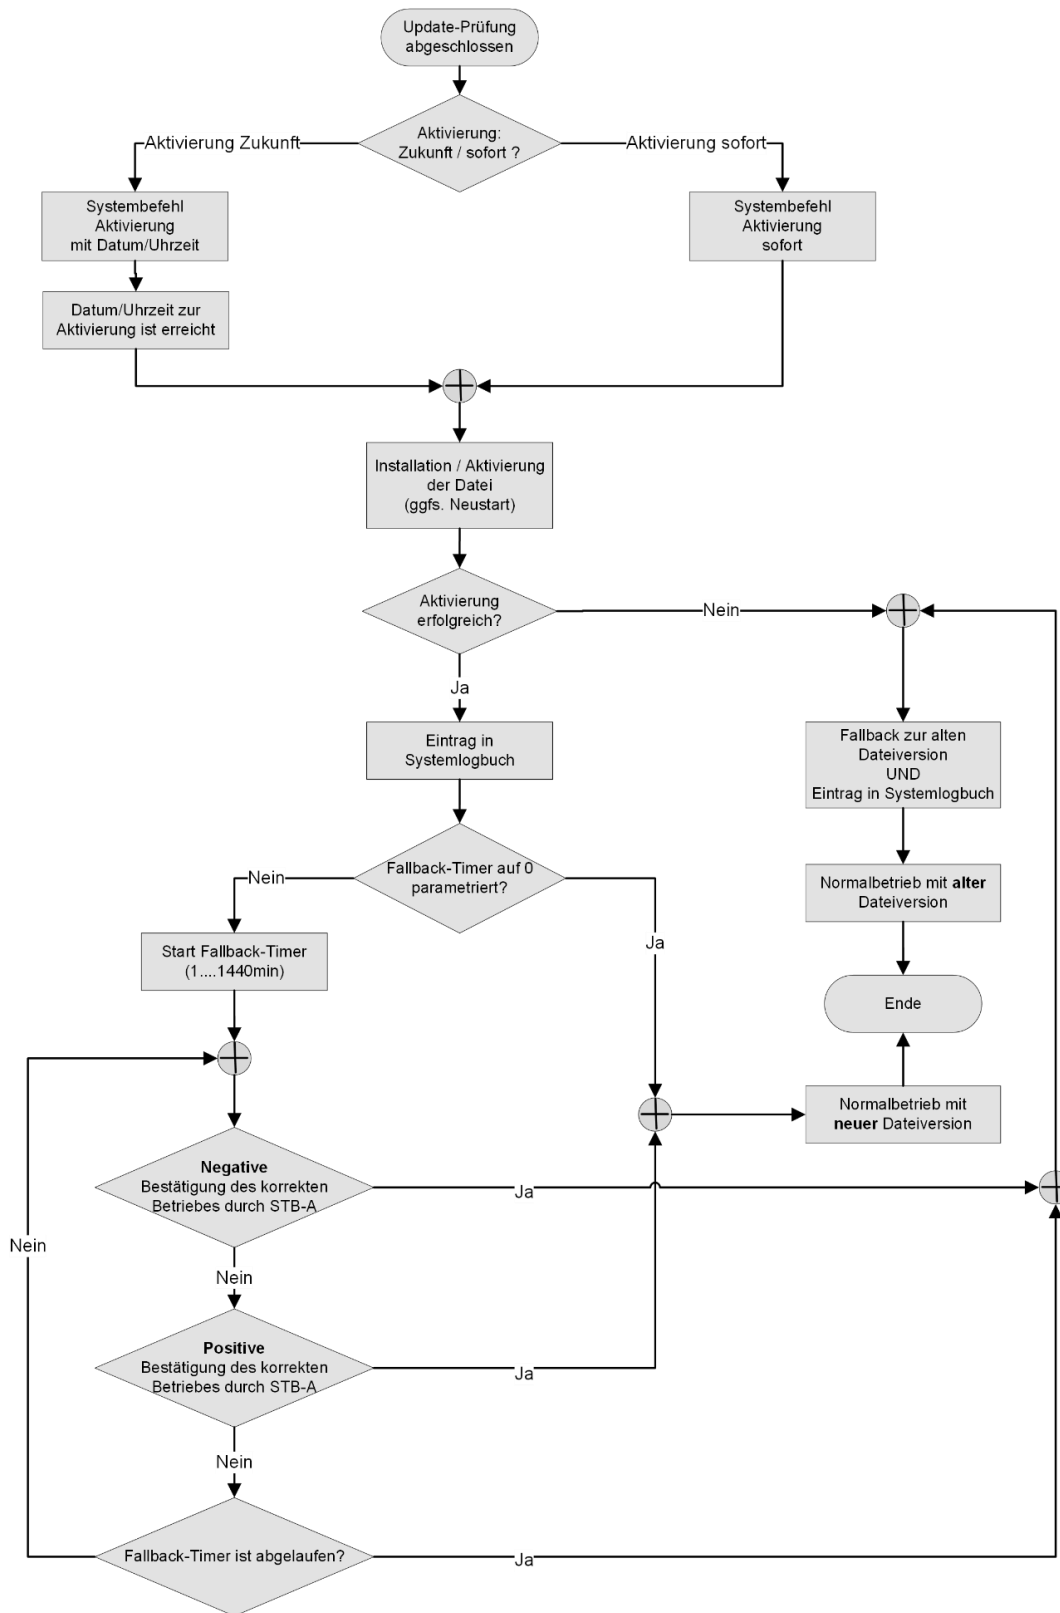 Update-Prüfung
abgeschlossen
Aktivierung:
Zukunft / sofort ?
Aktivierung Zukunft
Aktivierung sofort
Systembefehl
Aktivierung
mit Datum/Uhrzeit
Systembefehl
Aktivierung
sofort
Datum/Uhrzeit zur
Aktivierung ist erreicht
Installation / Aktivierung
der Datei
(ggfs. Neustart)
Aktivierung
erfolgreich?
Nein
Ja
Eintrag in
Systemlogbuch
Fallback zur alten
Dateiversion
UND
Eintrag in Systemlogbuch
Fallback-Timer auf 0
parametriert?
Nein
Ja
Normalbetrieb mit alter
Dateiversion
Start Fallback-Timer
(1....1440min)
Ende
Normalbetrieb mit
neuer Dateiversion
Negative
Bestätigung des korrekten
Betriebes durch STB-A
Ja
Nein
Nein
Positive
Bestätigung des korrekten
Betriebes durch STB-A
Ja
Nein
Fallback-Timer ist abgelaufen?
Ja